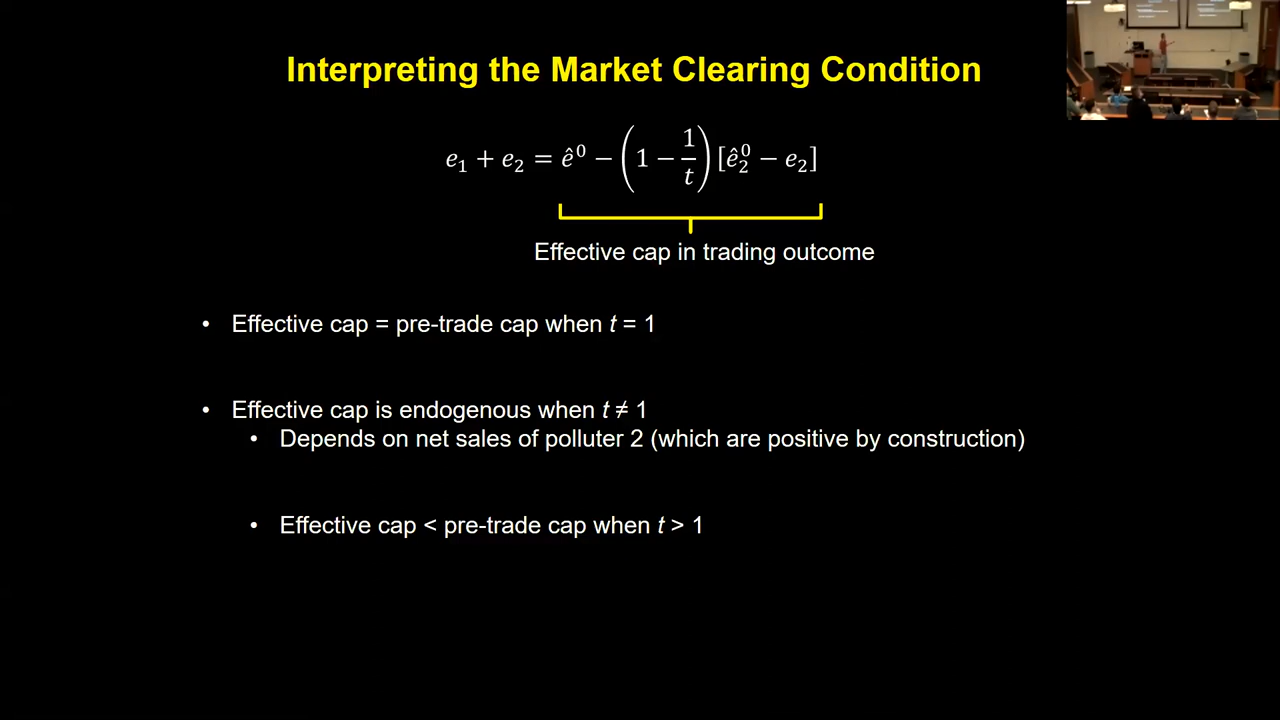 Interpreting the Market Clearing Condition
e₁ + e₂ = ê⁰ − (1 − 1/t) [ê₂⁰ − e₂]
Effective cap in trading outcome
• Effective cap = pre-trade cap when t = 1
• Effective cap is endogenous when t ≠ 1
• Depends on net sales of polluter 2 (which are positive by construction)
• Effective cap < pre-trade cap when t > 1